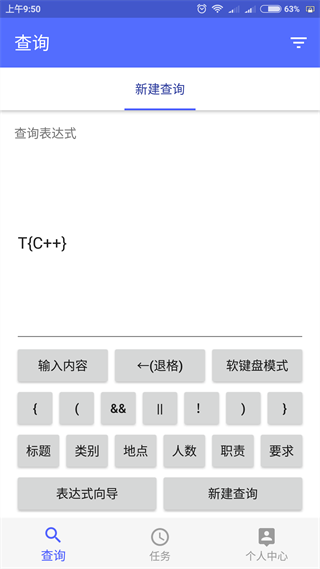 上午9:50 63%
查询
新建查询
查询表达式
T{C++}
输入内容 ←(退格) 软键盘模式
{ ( && || ! ) }
标题 类别 地点 人数 职责 要求
表达式向导 新建查询
查询 任务 个人中心